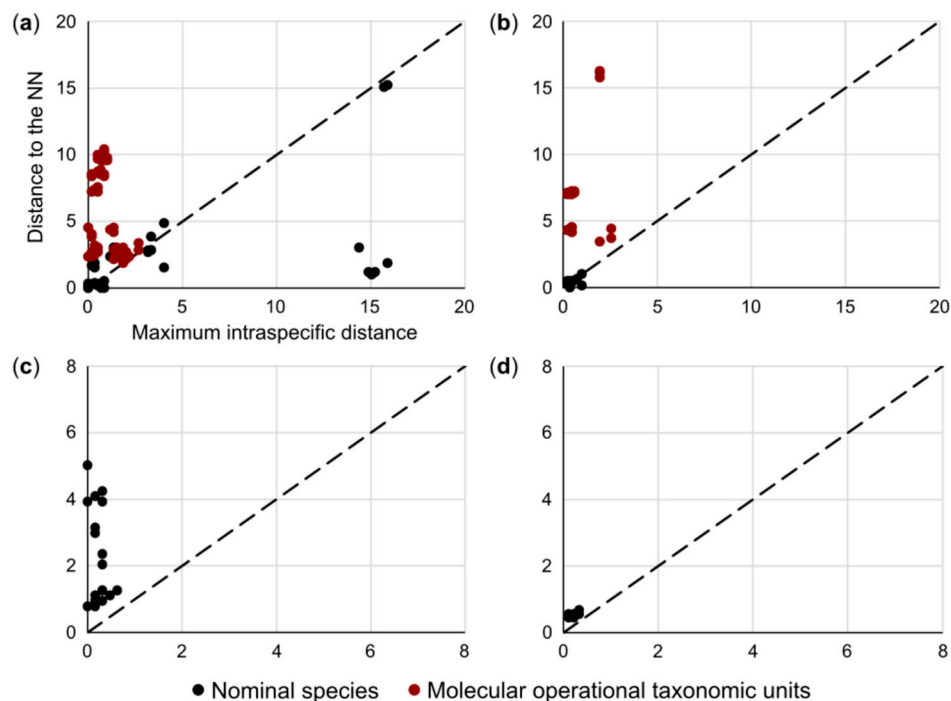 (a)
20
15
10
5
0
Distance to the NN
0 5 10 15 20
Maximum intraspecific distance
(b)
20
15
10
5
0
0 5 10 15 20
(c)
8
6
4
2
0
0 2 4 6 8
(d)
8
6
4
2
0
0 2 4 6 8
Nominal species
Molecular operational taxonomic units